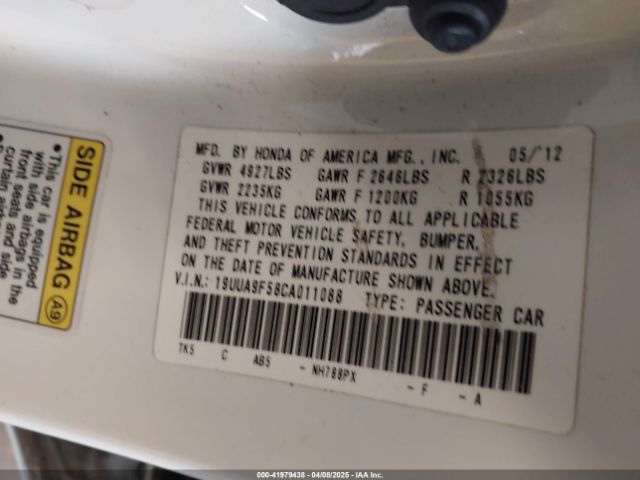 MFD. BY HONDA OF AMERICA MFG., INC. 05/'12
GVWR 4927LBS GAWR F 2646LBS R 2326LBS
GVWR 2235KG GAWR F 1200KG R 1055KG
THIS VEHICLE CONFORMS TO ALL APPLICABLE
FEDERAL MOTOR VEHICLE SAFETY, BUMPER,
AND THEFT PREVENTION STANDARDS IN EFFECT
ON THE DATE OF MANUFACTURE SHOWN ABOVE.
V.I.N.: 19UUA9F58CA011088 TYPE: PASSENGER CAR
TK5 C AB5 - NH788PX - F - A
SIDE AIRBAG A9
•This car is equipped
with side airbags in the
front seats and side
curtain
000-41979438 - 04/08/2025 - IAA Inc.